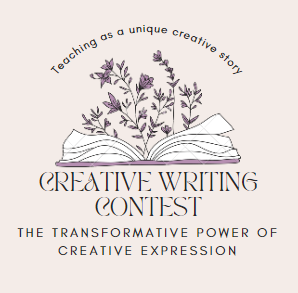 Teaching as a unique creative story
CREATIVE WRITING
CONTEST
THE TRANSFORMATIVE POWER OF
CREATIVE EXPRESSION